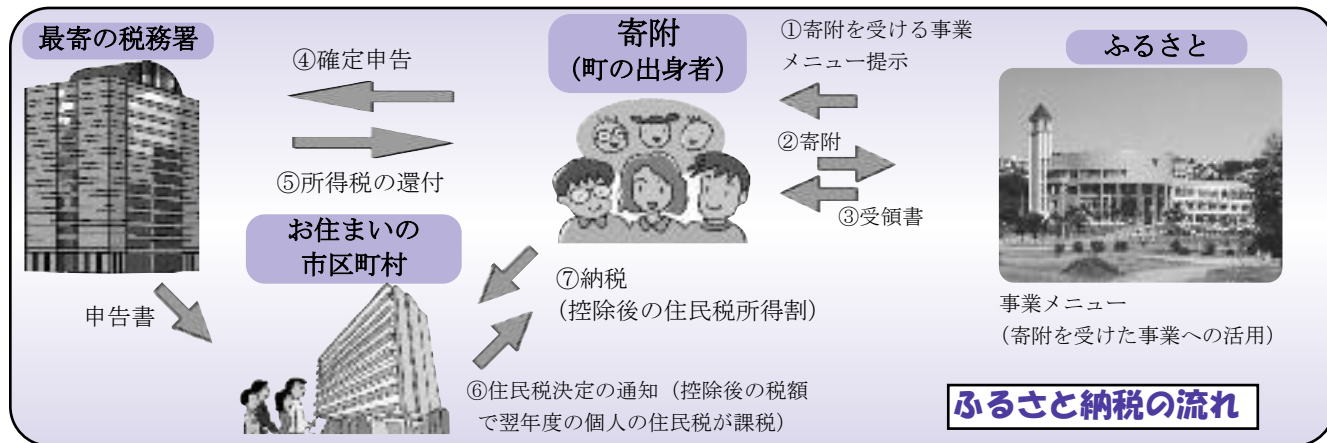 最寄の税務署
④確定申告
⑤所得税の還付
寄附
(町の出身者)
①寄附を受ける事業
メニュー提示
②寄附
③受領書
ふるさと
事業メニュー
(寄附を受けた事業への活用)
お住まいの
市区町村
申告書
⑦納税
(控除後の住民税所得割)
⑥住民税決定の通知(控除後の税額
で翌年度の個人の住民税が課税)
ふるさと納税の流れ